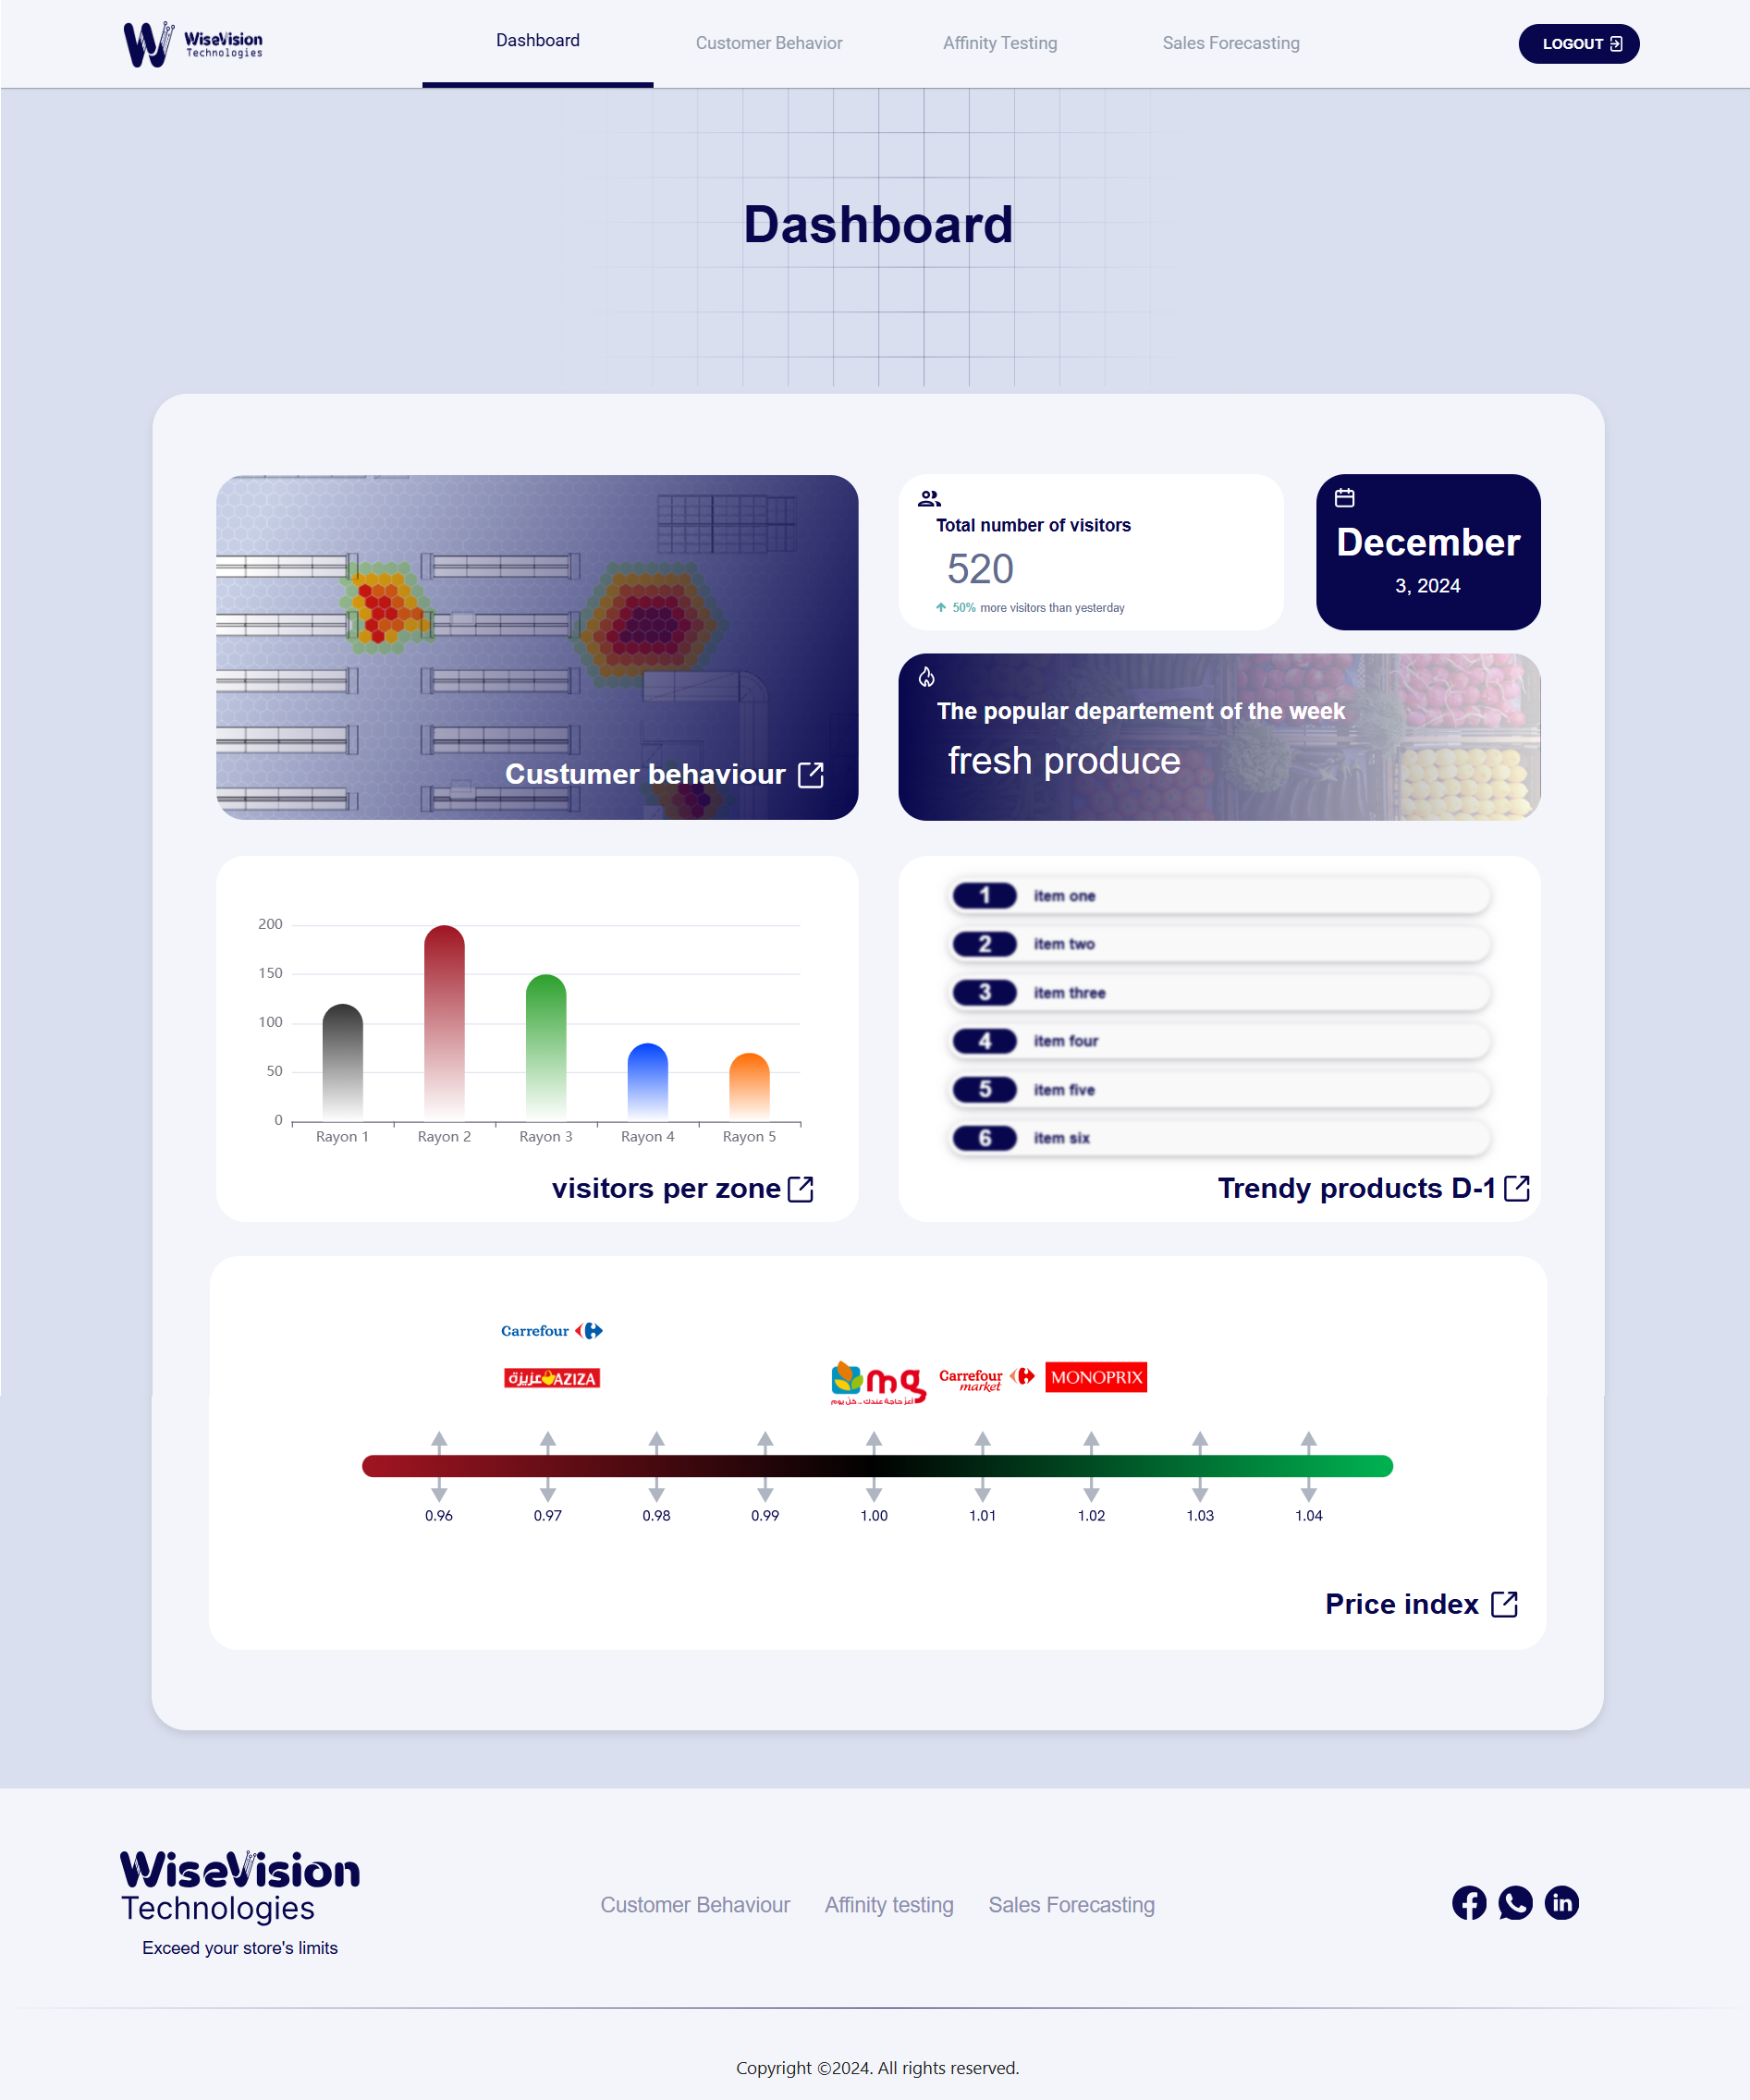 WiseVision
Technologies
Dashboard
Customer Behavior
Affinity Testing
Sales Forecasting
LOGOUT
Dashboard
Custumer behaviour
Total number of visitors
520
50% more visitors than yesterday
December
3, 2024
The popular departement of the week
fresh produce
200
150
100
50
0
Rayon 1
Rayon 2
Rayon 3
Rayon 4
Rayon 5
visitors per zone
1 item one
2 item two
3 item three
4 item four
5 item five
6 item six
Trendy products D-1
Carrefour
عزيزة AZIZA
mg
أعز حاجة عندك .. كل يوم
Carrefour
market
MONOPRIX
0.96
0.97
0.98
0.99
1.00
1.01
1.02
1.03
1.04
Price index
WiseVision
Technologies
Exceed your store's limits
Customer Behaviour
Affinity testing
Sales Forecasting
in
Copyright ©2024. All rights reserved.